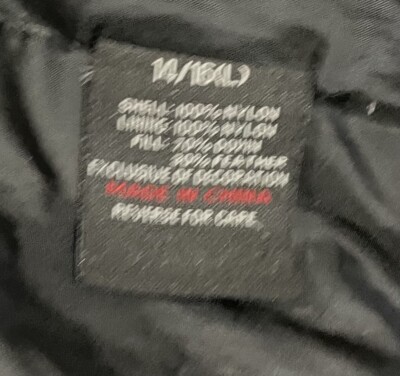 14/16(L)
SHELL: 100% NYLON
LINING: 100% NYLON
FILL: 70% DOWN
30% FEATHER
EXCLUSIVE OF DECORATION
MADE IN CHINA
REVERSE FOR CARE